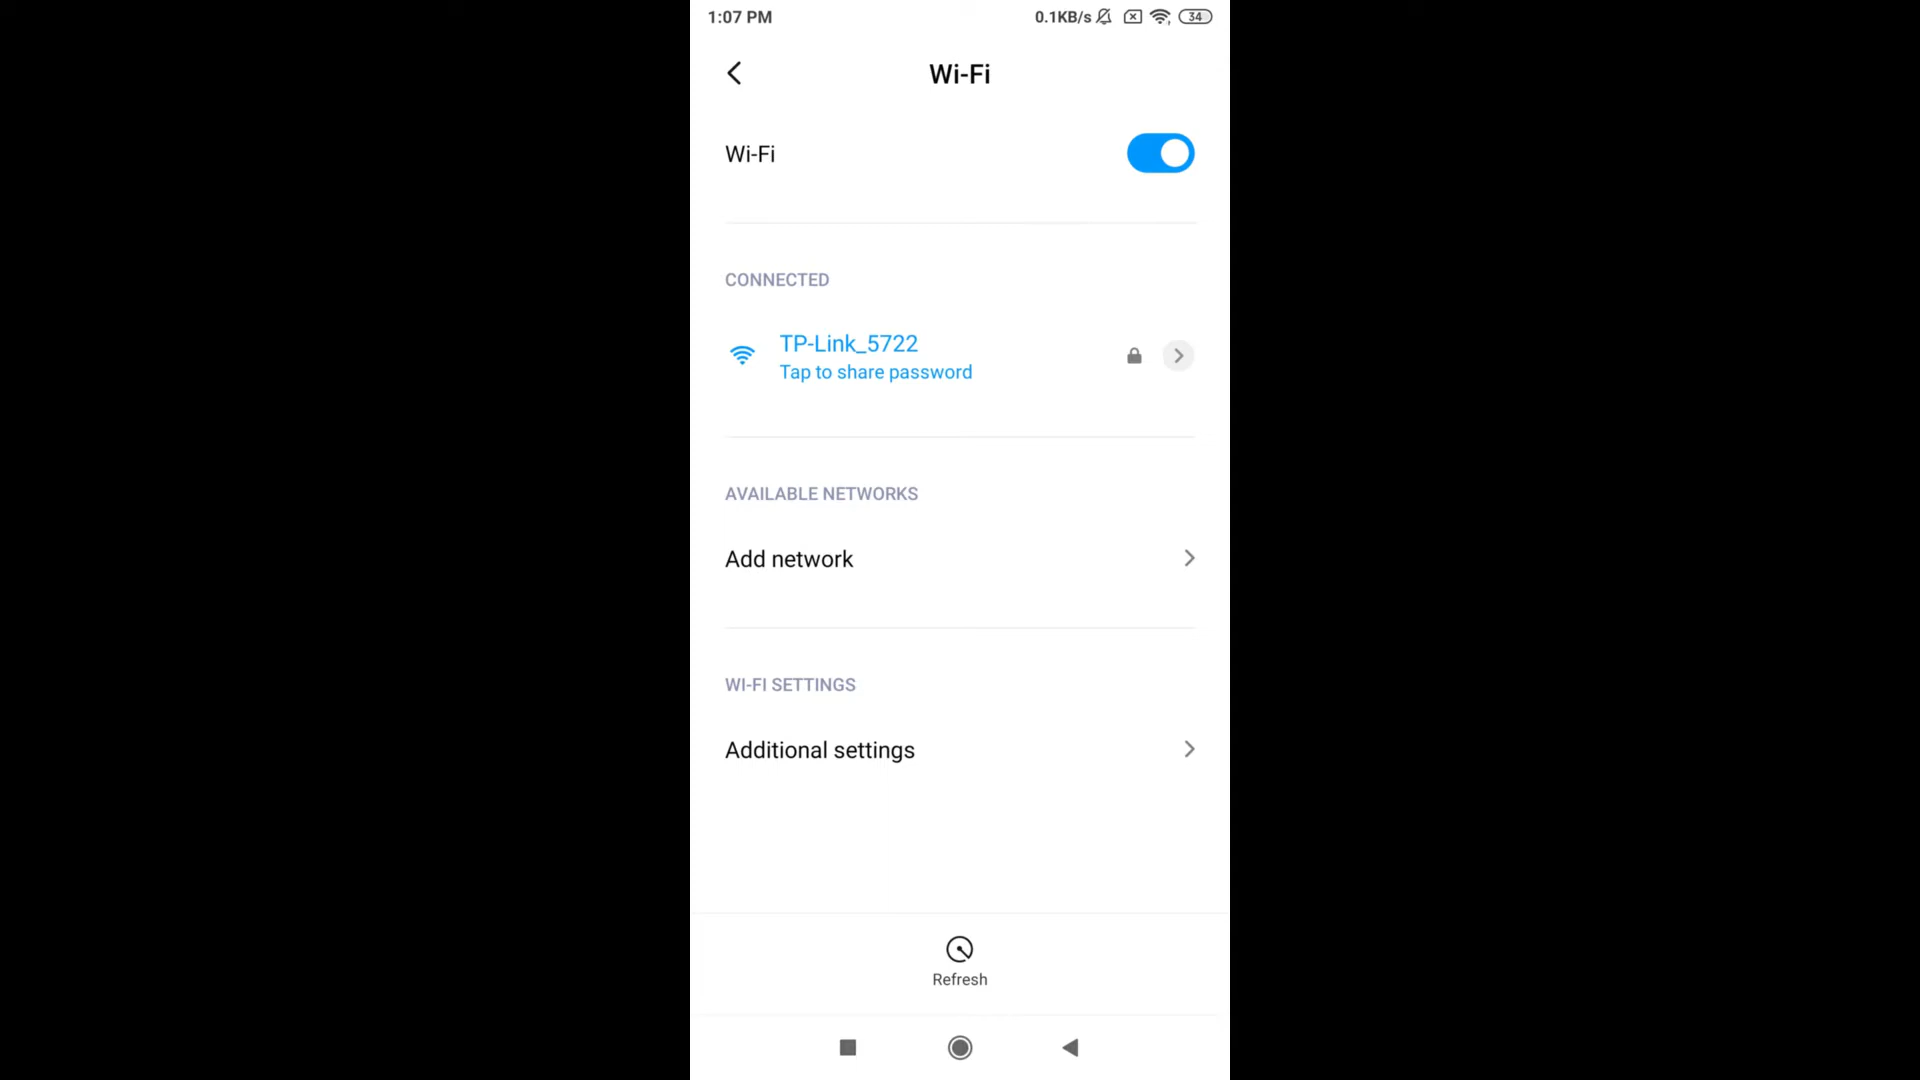 1:07 PM 0.1KB/s 34
Wi-Fi
Wi-Fi
CONNECTED
TP-Link_5722
Tap to share password
AVAILABLE NETWORKS
Add network
WI-FI SETTINGS
Additional settings
Refresh